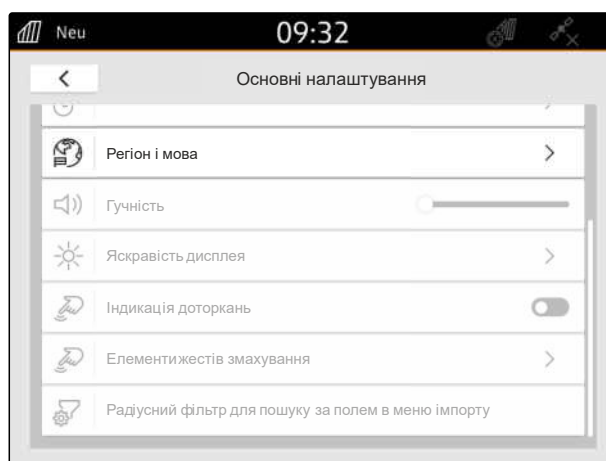 Neu
09:32
Основні налаштування
Регіон і мова
Гучність
Яскравість дисплея
Індикація доторкань
Елементижестів змахування
Радіусний фільтр для пошуку за полем в меню імпорту